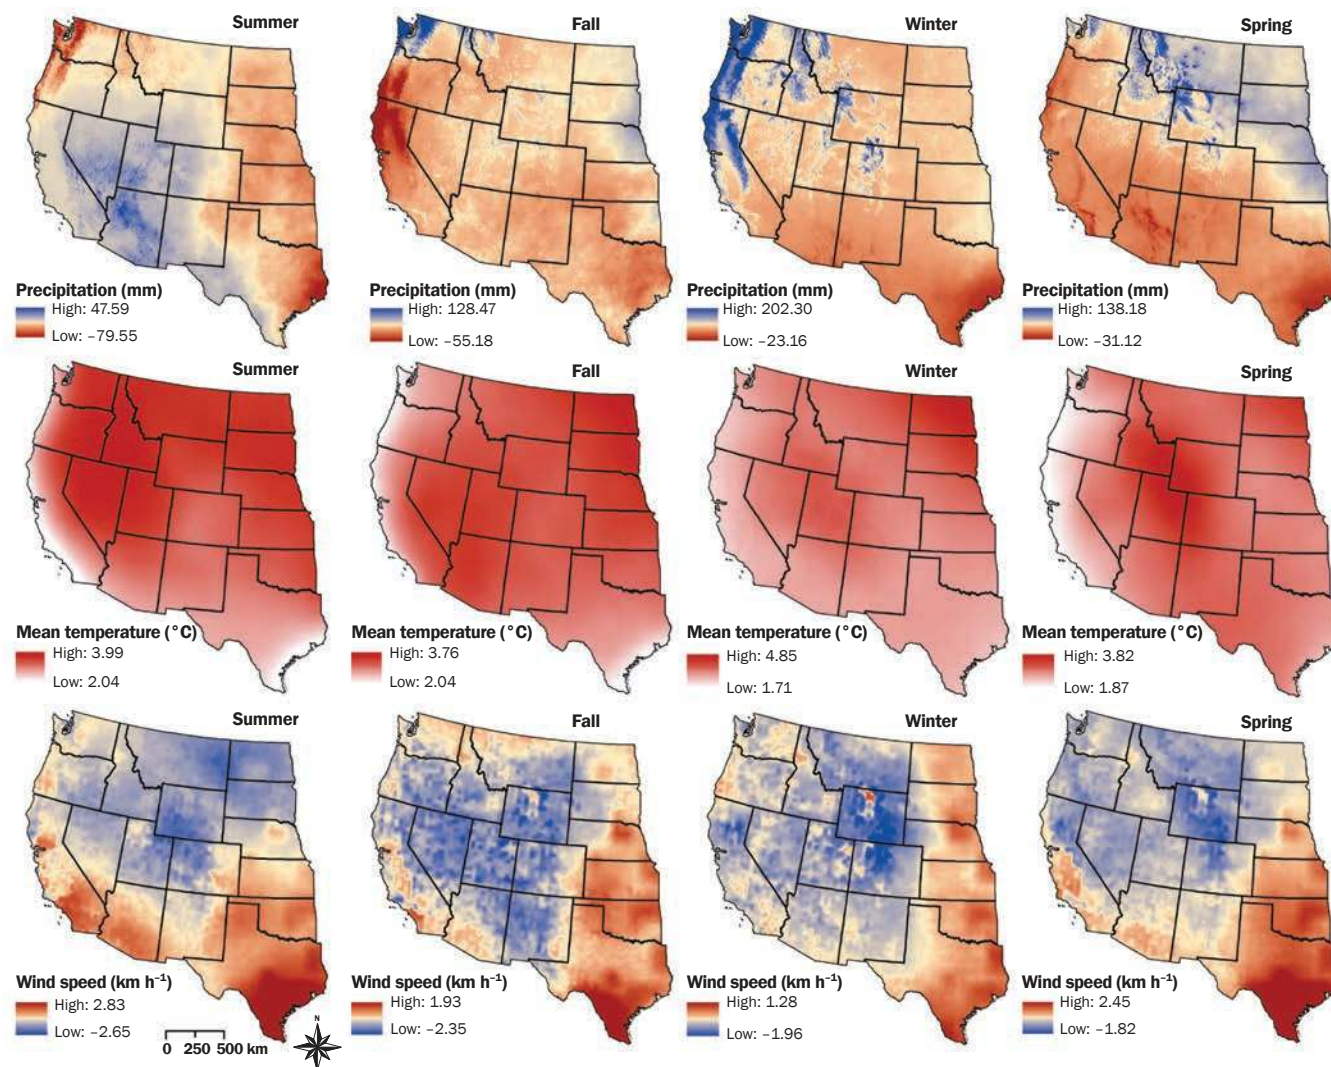 Summer
Fall
Winter
Spring
Precipitation (mm)
High: 47.59
Low: –79.55
Precipitation (mm)
High: 128.47
Low: –55.18
Precipitation (mm)
High: 202.30
Low: –23.16
Precipitation (mm)
High: 138.18
Low: –31.12
Summer
Fall
Winter
Spring
Mean temperature (°C)
High: 3.99
Low: 2.04
Mean temperature (°C)
High: 3.76
Low: 2.04
Mean temperature (°C)
High: 4.85
Low: 1.71
Mean temperature (°C)
High: 3.82
Low: 1.87
Summer
Fall
Winter
Spring
Wind speed (km h⁻¹)
High: 2.83
Low: –2.65
Wind speed (km h⁻¹)
High: 1.93
Low: –2.35
Wind speed (km h⁻¹)
High: 1.28
Low: –1.96
Wind speed (km h⁻¹)
High: 2.45
Low: –1.82
N
0 250 500 km